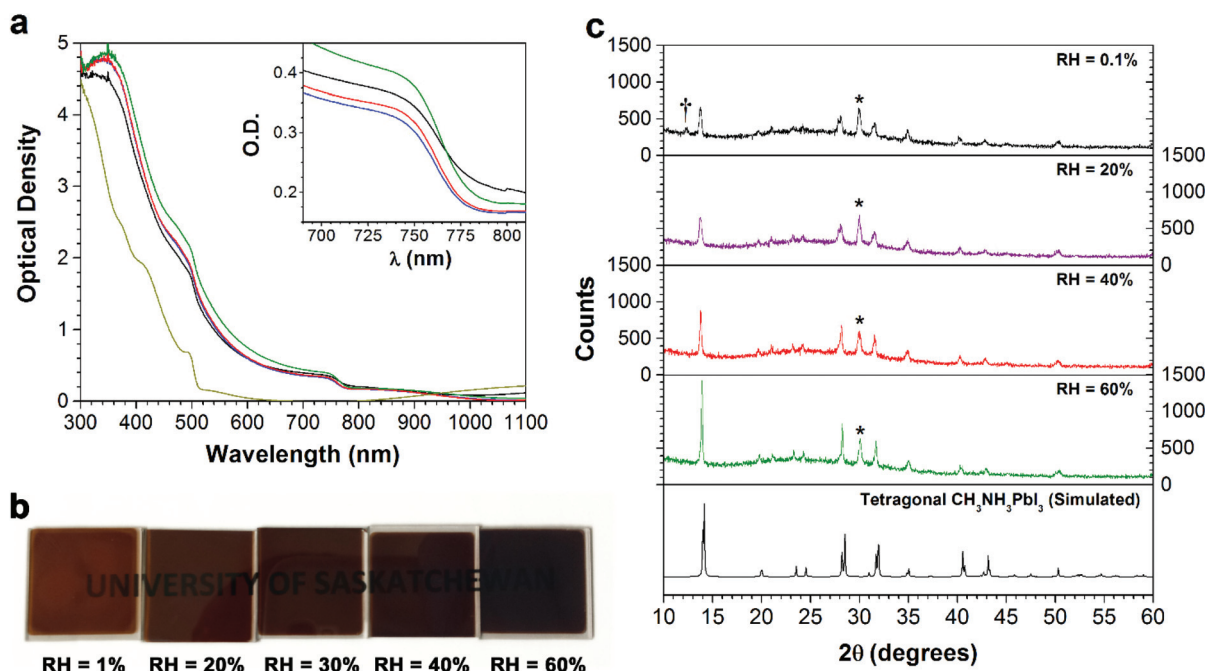 a
5
4
3
2
1
0
300 400 500 600 700 800 900 1000 1100
Optical Density
Wavelength (nm)
0.4
0.3
0.2
700 725 750 775 800
O.D.
λ (nm)
b
UNIVERSITY OF SASKATCHEWAN
RH = 1% RH = 20% RH = 30% RH = 40% RH = 60%
c
1500
1000
500
0
RH = 0.1%
†
*
1500
1000
500
0
RH = 20%
*
1500
1000
500
0
RH = 40%
*
1500
1000
500
0
RH = 60%
*
Tetragonal CH₃NH₃PbI₃ (Simulated)
Counts
10 15 20 25 30 35 40 45 50 55 60
2θ (degrees)